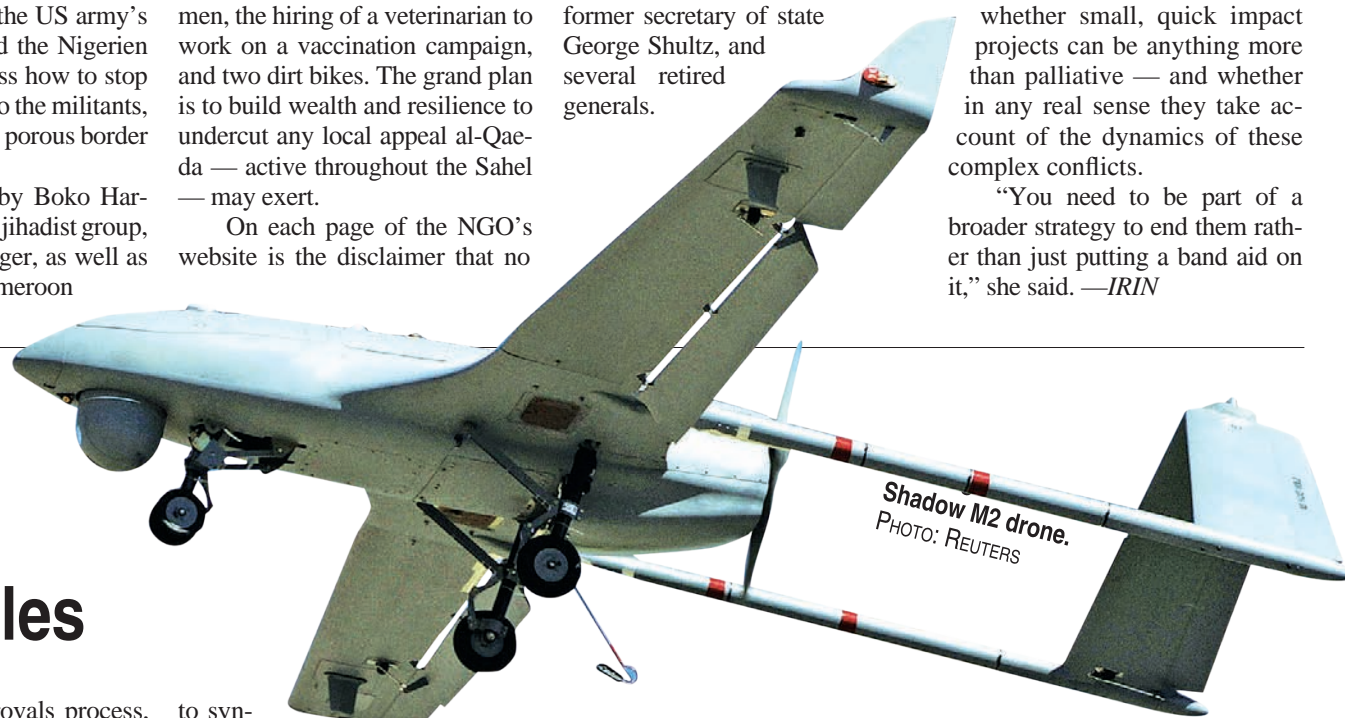 the US army's
d the Nigerien
ss how to stop
o the militants,
porous border
by Boko Har-
jihadist group,
ger, as well as
meroon
men, the hiring of a veterinarian to
work on a vaccination campaign,
and two dirt bikes. The grand plan
is to build wealth and resilience to
undercut any local appeal al-Qae-
da — active throughout the Sahel
— may exert.
On each page of the NGO's
website is the disclaimer that no
former secretary of state
George Shultz, and
several retired
generals.
whether small, quick impact
projects can be anything more
than palliative — and whether
in any real sense they take ac-
count of the dynamics of these
complex conflicts.
“You need to be part of a
broader strategy to end them rath-
er than just putting a band aid on
it,” she said. —IRIN
Shadow M2 drone.
PHOTO: REUTERS
les
rovals process,
to syn-